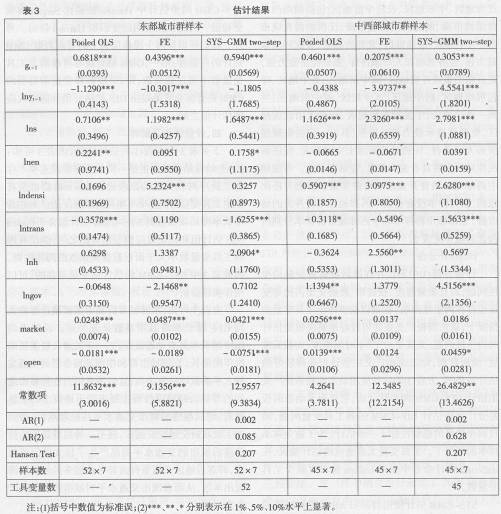 表 3 估计结果
东部城市群样本 中西部城市群样本
Pooled OLS FE SYS-GMM two-step Pooled OLS FE SYS-GMM two-step
gₜ₋₁ 0.6818*** 0.4396*** 0.5940*** 0.4601*** 0.2075*** 0.3053***
(0.0393) (0.0512) (0.0569) (0.0507) (0.0610) (0.0789)
lnyₜ₋₁ -1.1290*** -10.3017*** -1.1805 -0.4388 -3.9737** -4.5541***
(0.4143) (1.5318) (1.7685) (0.4867) (2.0105) (1.8201)
lns 0.7106** 1.1982*** 1.6487*** 1.1626*** 2.3260*** 2.7981***
(0.3496) (0.4257) (0.5441) (0.3919) (0.6559) (1.0881)
lnen 0.2241** 0.0951 0.1758* -0.0665 -0.0671 0.0391
(0.9741) (0.9550) (1.1175) (0.0146) (0.0147) (0.0159)
lndensi 0.1696 5.2324*** 0.3257 0.5907*** 3.0975*** 2.6280***
(0.1969) (0.7502) (0.8973) (0.1857) (0.8050) (1.1080)
lntrans -0.3578*** 0.1190 -1.6255*** -0.3118* -0.5496 -1.5633***
(0.1474) (0.5117) (0.3865) (0.1685) (0.5664) (0.5259)
lnh 0.6298 1.3387 2.0904* -0.3624 2.5560** 0.5697
(0.4533) (0.9481) (1.1760) (0.5353) (1.3011) (1.5344)
lngov -0.0648 -2.1468** 0.7102 1.1394** 1.3779 4.5156***
(0.3150) (0.9547) (1.2410) (0.6467) (1.2520) (2.1356)
market 0.0248*** 0.0487*** 0.0421*** 0.0256*** 0.0137 0.0186
(0.0074) (0.0102) (0.0155) (0.0075) (0.0109) (0.0161)
open -0.0181*** -0.0189 -0.0751*** 0.0139*** 0.0124 0.0459*
(0.0532) (0.0261) (0.0181) (0.0106) (0.0296) (0.0281)
常数项 11.8632*** 9.1356*** 12.9557 4.2641 12.3485 26.4829**
(3.0016) (5.8821) (9.3834) (3.7811) (12.2154) (13.4626)
AR(1) — — 0.002 — — 0.002
AR(2) — — 0.085 — — 0.628
Hansen Test — — 0.207 — — 0.207
样本数 52×7 52×7 52×7 45×7 45×7 45×7
工具变量数 — — 52 — — 45
注:(1)括号中数值为标准误;(2)***、**、*分别表示在 1%、5%、10%水平上显著。